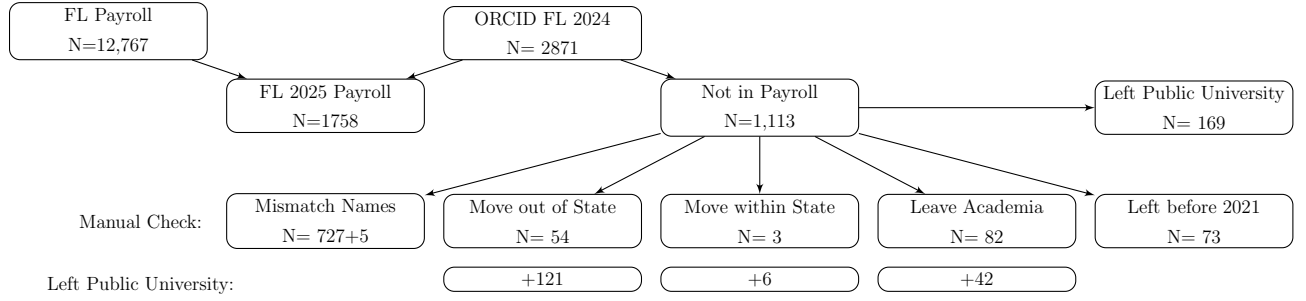 FL Payroll
N=12,767
ORCID FL 2024
N= 2871
FL 2025 Payroll
N=1758
Not in Payroll
N=1,113
Left Public University
N= 169
Manual Check:
Mismatch Names
N= 727+5
Move out of State
N= 54
Move within State
N= 3
Leave Academia
N= 82
Left before 2021
N= 73
Left Public University:
+121
+6
+42